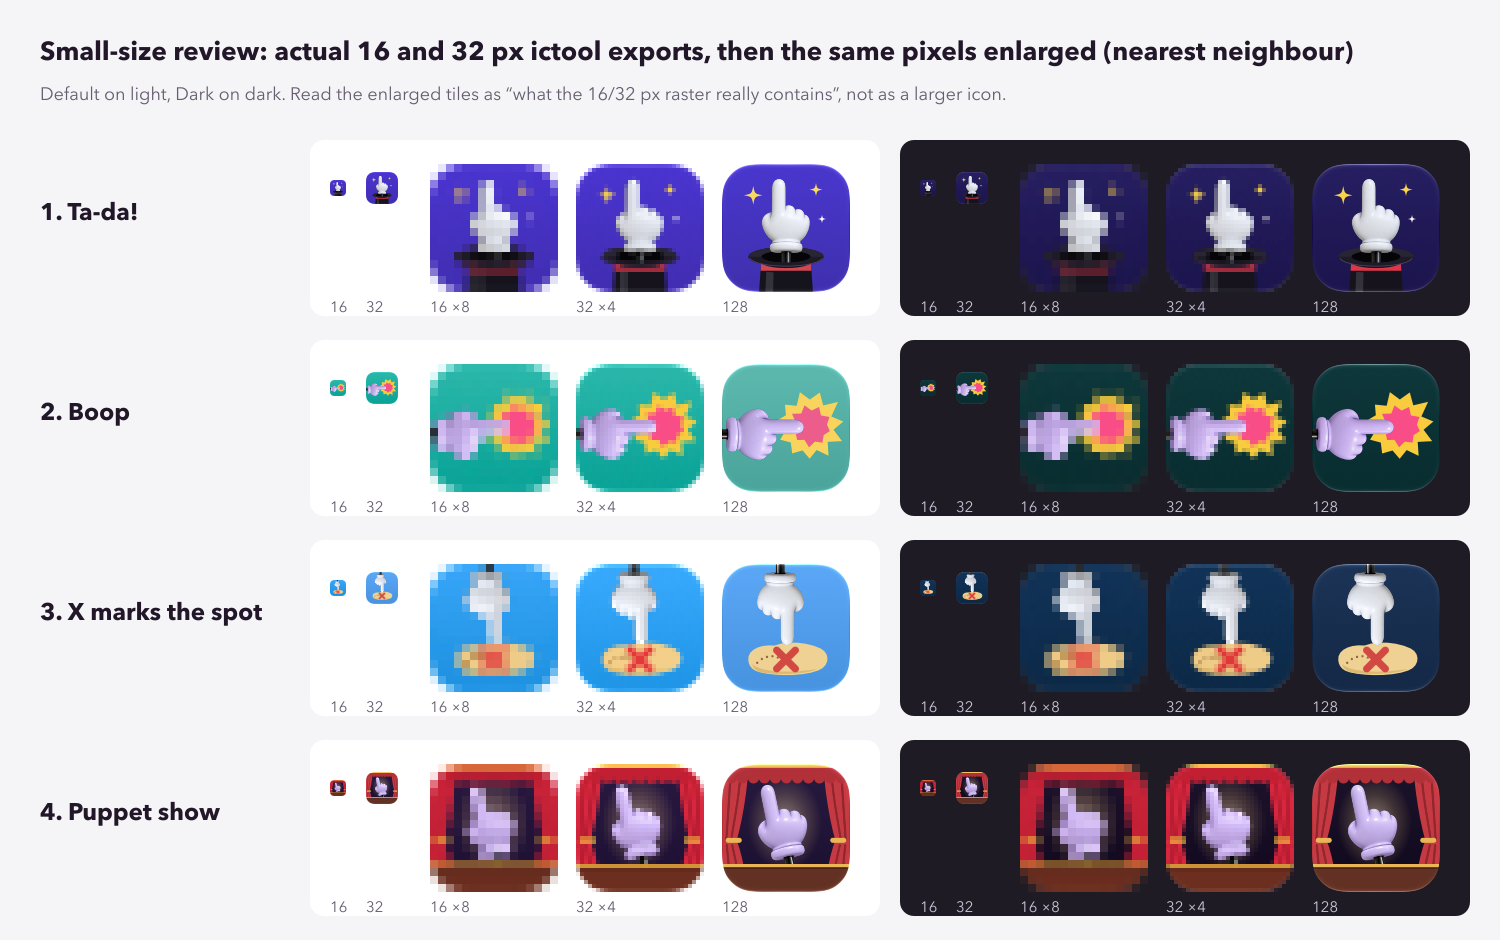 Small-size review: actual 16 and 32 px ictool exports, then the same pixels enlarged (nearest neighbour)
Default on light, Dark on dark. Read the enlarged tiles as “what the 16/32 px raster really contains”, not as a larger icon.
1. Ta-da!
16 32 16 ×8 32 ×4 128 16 32 16 ×8 32 ×4 128
2. Boop
16 32 16 ×8 32 ×4 128 16 32 16 ×8 32 ×4 128
3. X marks the spot
16 32 16 ×8 32 ×4 128 16 32 16 ×8 32 ×4 128
4. Puppet show
16 32 16 ×8 32 ×4 128 16 32 16 ×8 32 ×4 128